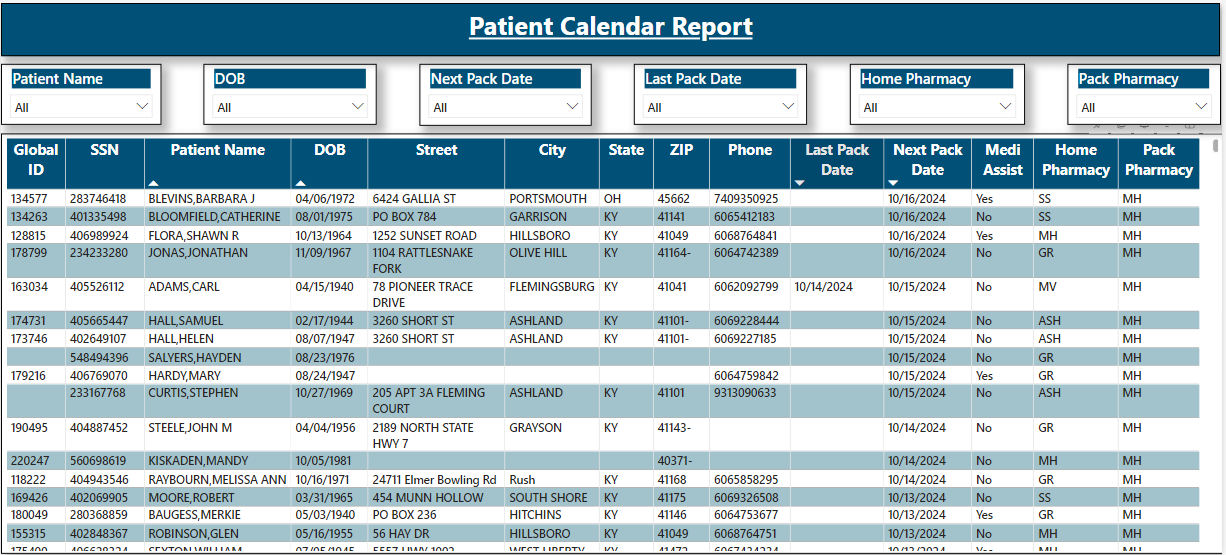 Patient Calendar Report
Patient Name DOB Next Pack Date Last Pack Date Home Pharmacy Pack Pharmacy
All All All All All All
Global SSN Patient Name DOB Street City State ZIP Phone Last Pack Next Pack Medi Home Pack
ID Date Date Assist Pharmacy Pharmacy
134577 283746418 BLEVINS,BARBARA J 04/06/1972 6424 GALLIA ST PORTSMOUTH OH 45662 7409350925 10/16/2024 Yes SS MH
134263 401335498 BLOOMFIELD,CATHERINE 08/01/1975 PO BOX 784 GARRISON KY 41141 6065412183 10/16/2024 No SS MH
128815 406989924 FLORA,SHAWN R 10/13/1964 1252 SUNSET ROAD HILLSBORO KY 41049 6068764841 10/16/2024 Yes MH MH
178799 234233280 JONAS,JONATHAN 11/09/1967 1104 RATTLESNAKE OLIVE HILL KY 41164- 6064742389 10/16/2024 No GR MH
FORK
163034 405526112 ADAMS,CARL 04/15/1940 78 PIONEER TRACE FLEMINGSBURG KY 41041 6062092799 10/14/2024 10/15/2024 No MV MH
DRIVE
174731 405665447 HALL,SAMUEL 02/17/1944 3260 SHORT ST ASHLAND KY 41101- 6069228444 10/15/2024 No ASH MH
173746 402649107 HALL,HELEN 08/07/1947 3260 SHORT ST ASHLAND KY 41101- 6069227185 10/15/2024 No ASH MH
548494396 SALYERS,HAYDEN 08/23/1976 10/15/2024 No GR MH
179216 406769070 HARDY,MARY 08/24/1947 6064759842 10/15/2024 Yes GR MH
233167768 CURTIS,STEPHEN 10/27/1969 205 APT 3A FLEMING ASHLAND KY 41101 9313090633 10/15/2024 No ASH MH
COURT
190495 404887452 STEELE,JOHN M 04/04/1956 2189 NORTH STATE GRAYSON KY 41143- 10/14/2024 No GR MH
HWY 7
220247 560698619 KISKADEN,MANDY 10/05/1981 40371- 10/14/2024 No MH MH
118222 404943546 RAYBOURN,MELISSA ANN 10/16/1971 24711 Elmer Bowling Rd Rush KY 41168 6065858295 10/14/2024 No GR MH
169426 402069905 MOORE,ROBERT 03/31/1965 454 MUNN HOLLOW SOUTH SHORE KY 41175 6069326508 10/13/2024 No SS MH
180049 280368859 BAUGESS,MERKIE 05/03/1940 PO BOX 236 HITCHINS KY 41146 6064753677 10/13/2024 Yes GR MH
155315 402848367 ROBINSON,GLEN 05/16/1955 56 HAY DR HILLSBORO KY 41049 6068764751 10/13/2024 No MH MH